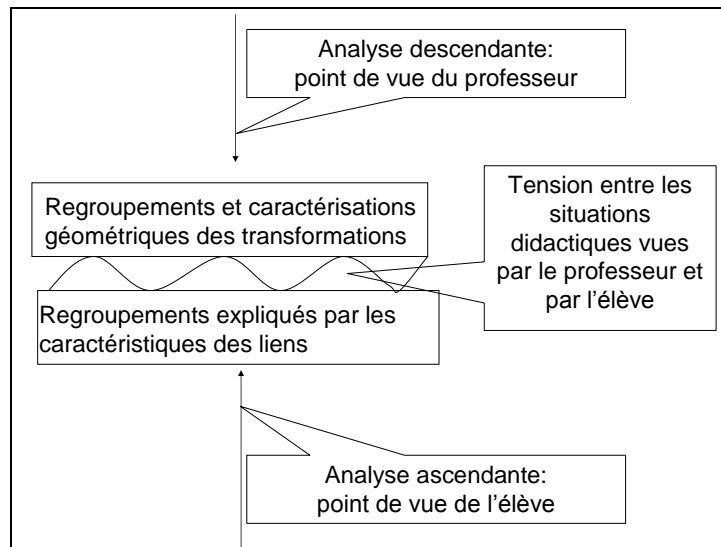 Analyse descendante:
point de vue du professeur
Regroupements et caractérisations
géométriques des transformations
Tension entre les
situations
didactiques vues
par le professeur et
par l'élève
Regroupements expliqués par les
caractéristiques des liens
Analyse ascendante:
point de vue de l'élève